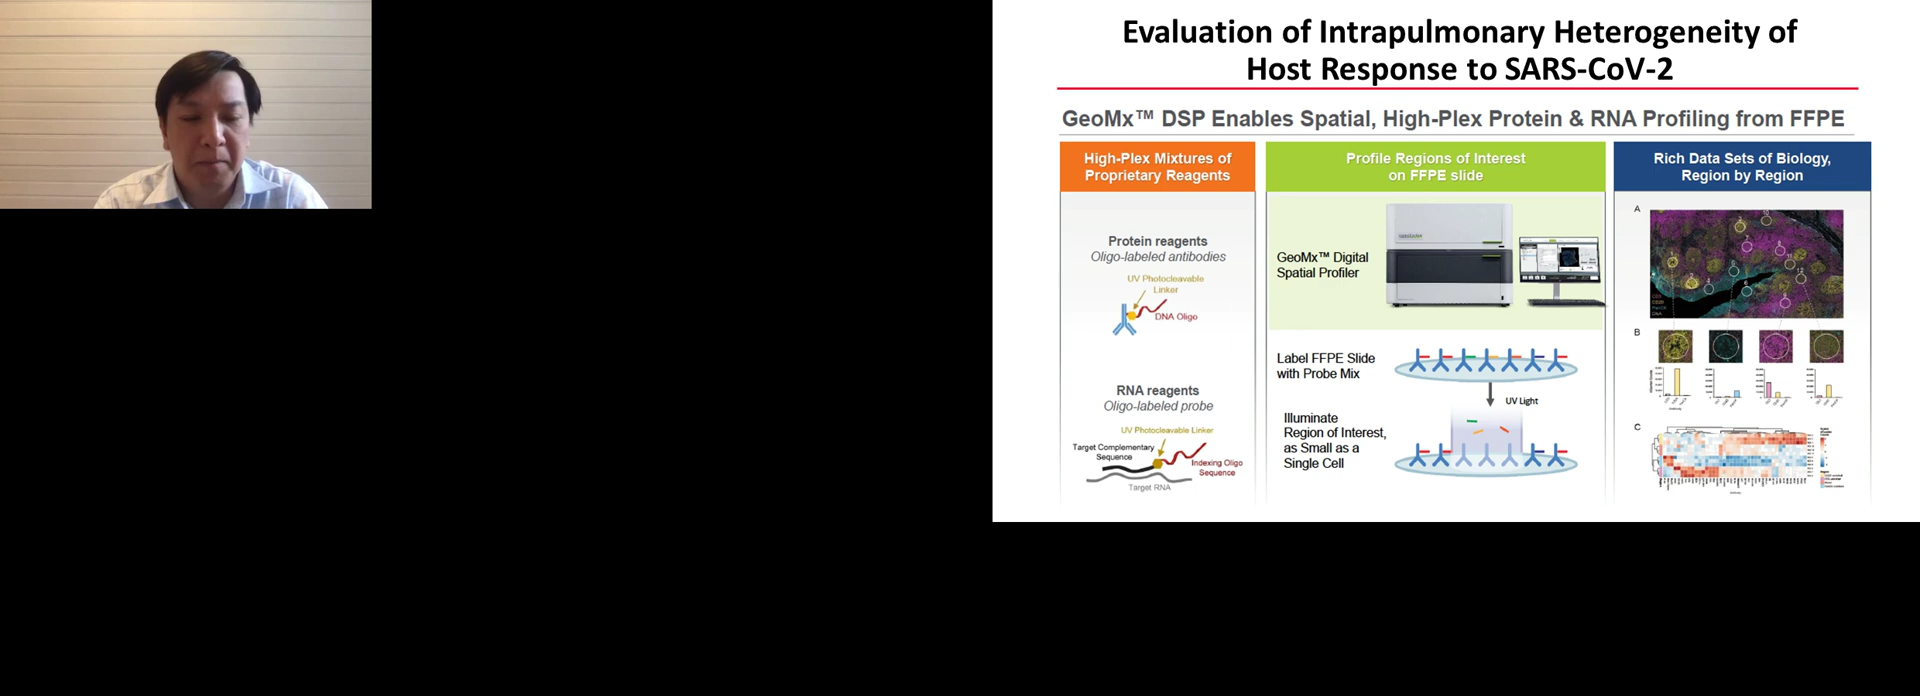 Evaluation of Intrapulmonary Heterogeneity of
Host Response to SARS-CoV-2
GeoMx™ DSP Enables Spatial, High-Plex Protein & RNA Profiling from FFPE
High-Plex Mixtures of
Proprietary Reagents
Protein reagents
Oligo-labeled antibodies
UV Photocleavable
Linker
DNA Oligo
RNA reagents
Oligo-labeled probe
UV Photocleavable Linker
Target Complementary
Sequence
Indexing Oligo
Sequence
Target RNA
Profile Regions of Interest
on FFPE slide
GeoMx™ Digital
Spatial Profiler
Label FFPE Slide
with Probe Mix
UV Light
Illuminate
Region of Interest,
as Small as a
Single Cell
Rich Data Sets of Biology,
Region by Region
A
B
C